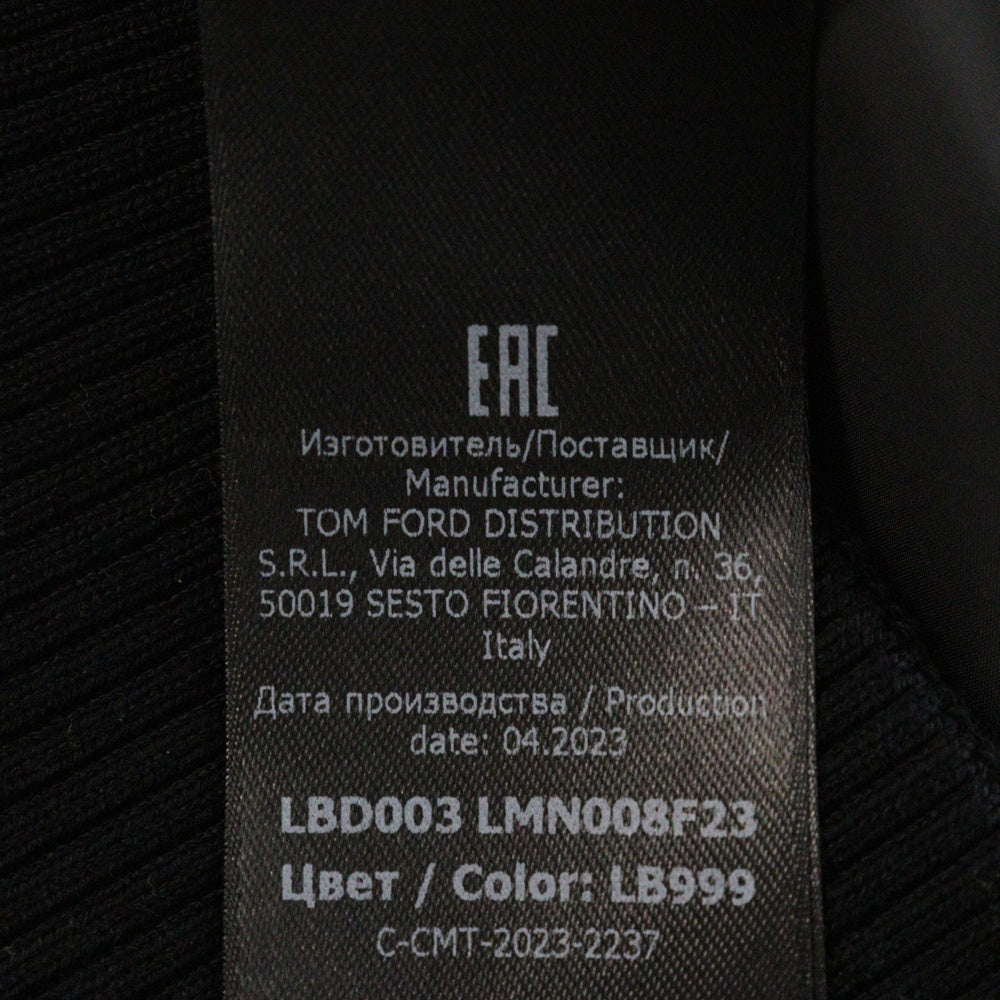 EAC
Изготовитель/Поставщик/
Manufacturer:
TOM FORD DISTRIBUTION
S.R.L., Via delle Calandre, n. 36,
50019 SESTO FIORENTINO – IT
Italy
Дата производства / Production
date: 04.2023
LBD003 LMN008F23
Цвет / Color: LB999
C-CMT-2023-2237